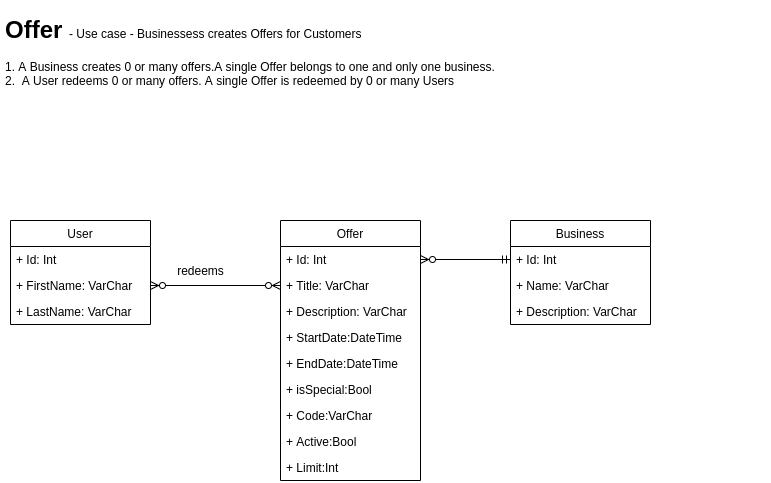 Offer - Use case - Businessess creates Offers for Customers
1. A Business creates 0 or many offers.A single Offer belongs to one and only one business.
2. A User redeems 0 or many offers. A single Offer is redeemed by 0 or many Users
User
+ Id: Int
+ FirstName: VarChar
+ LastName: VarChar
redeems
Offer
+ Id: Int
+ Title: VarChar
+ Description: VarChar
+ StartDate:DateTime
+ EndDate:DateTime
+ isSpecial:Bool
+ Code:VarChar
+ Active:Bool
+ Limit:Int
Business
+ Id: Int
+ Name: VarChar
+ Description: VarChar